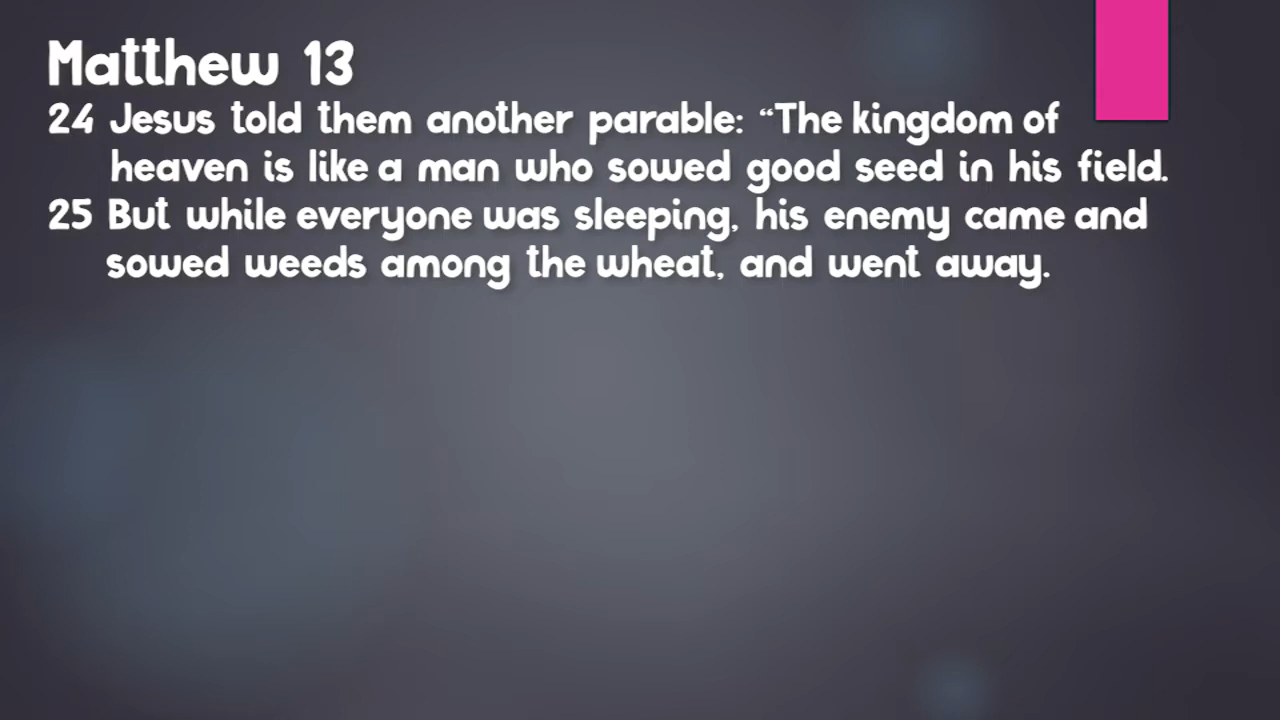 Matthew 13
24 Jesus told them another parable: “The kingdom of
heaven is like a man who sowed good seed in his field.
25 But while everyone was sleeping, his enemy came and
sowed weeds among the wheat, and went away.